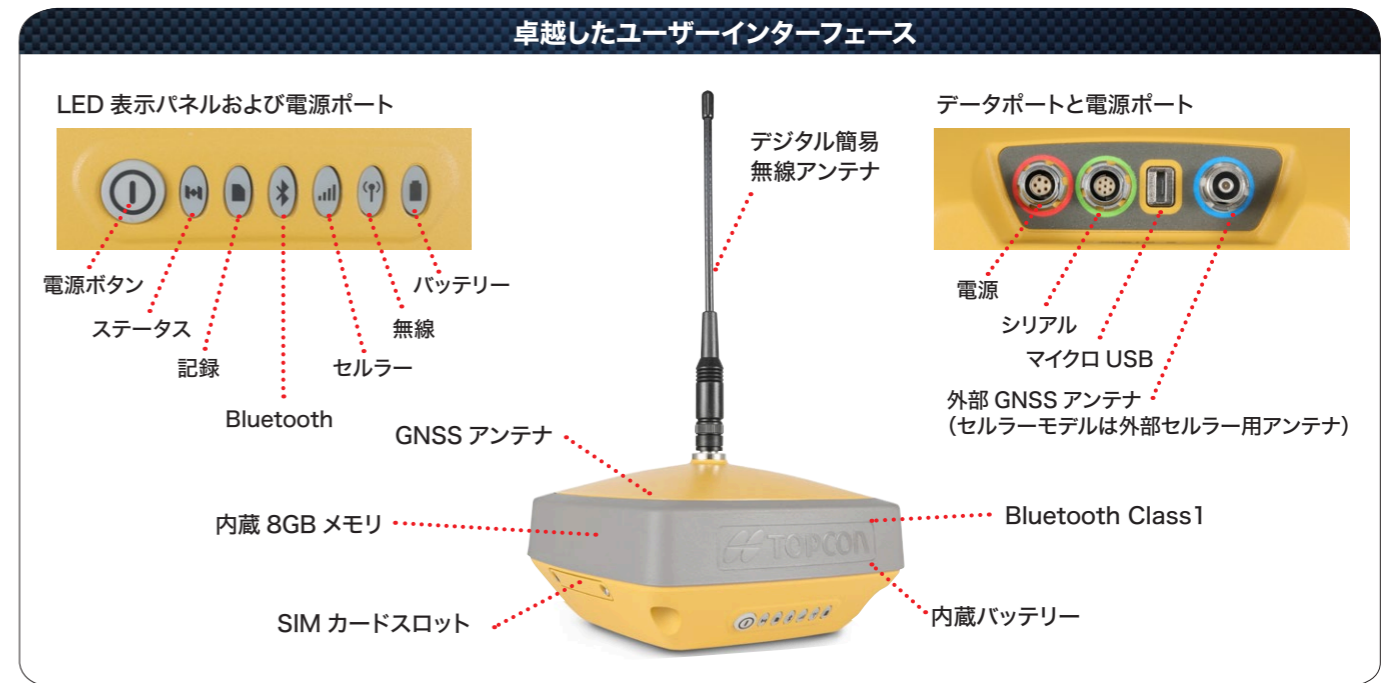 卓越したユーザーインターフェース
LED 表示パネルおよび電源ポート
電源ボタン
ステータス
記録
Bluetooth
セルラー
無線
バッテリー
デジタル簡易
無線アンテナ
データポートと電源ポート
電源
シリアル
マイクロ USB
外部 GNSS アンテナ
(セルラーモデルは外部セルラー用アンテナ)
GNSS アンテナ
内蔵 8GB メモリ
SIM カードスロット
TOPCON
Bluetooth Class1
内蔵バッテリー